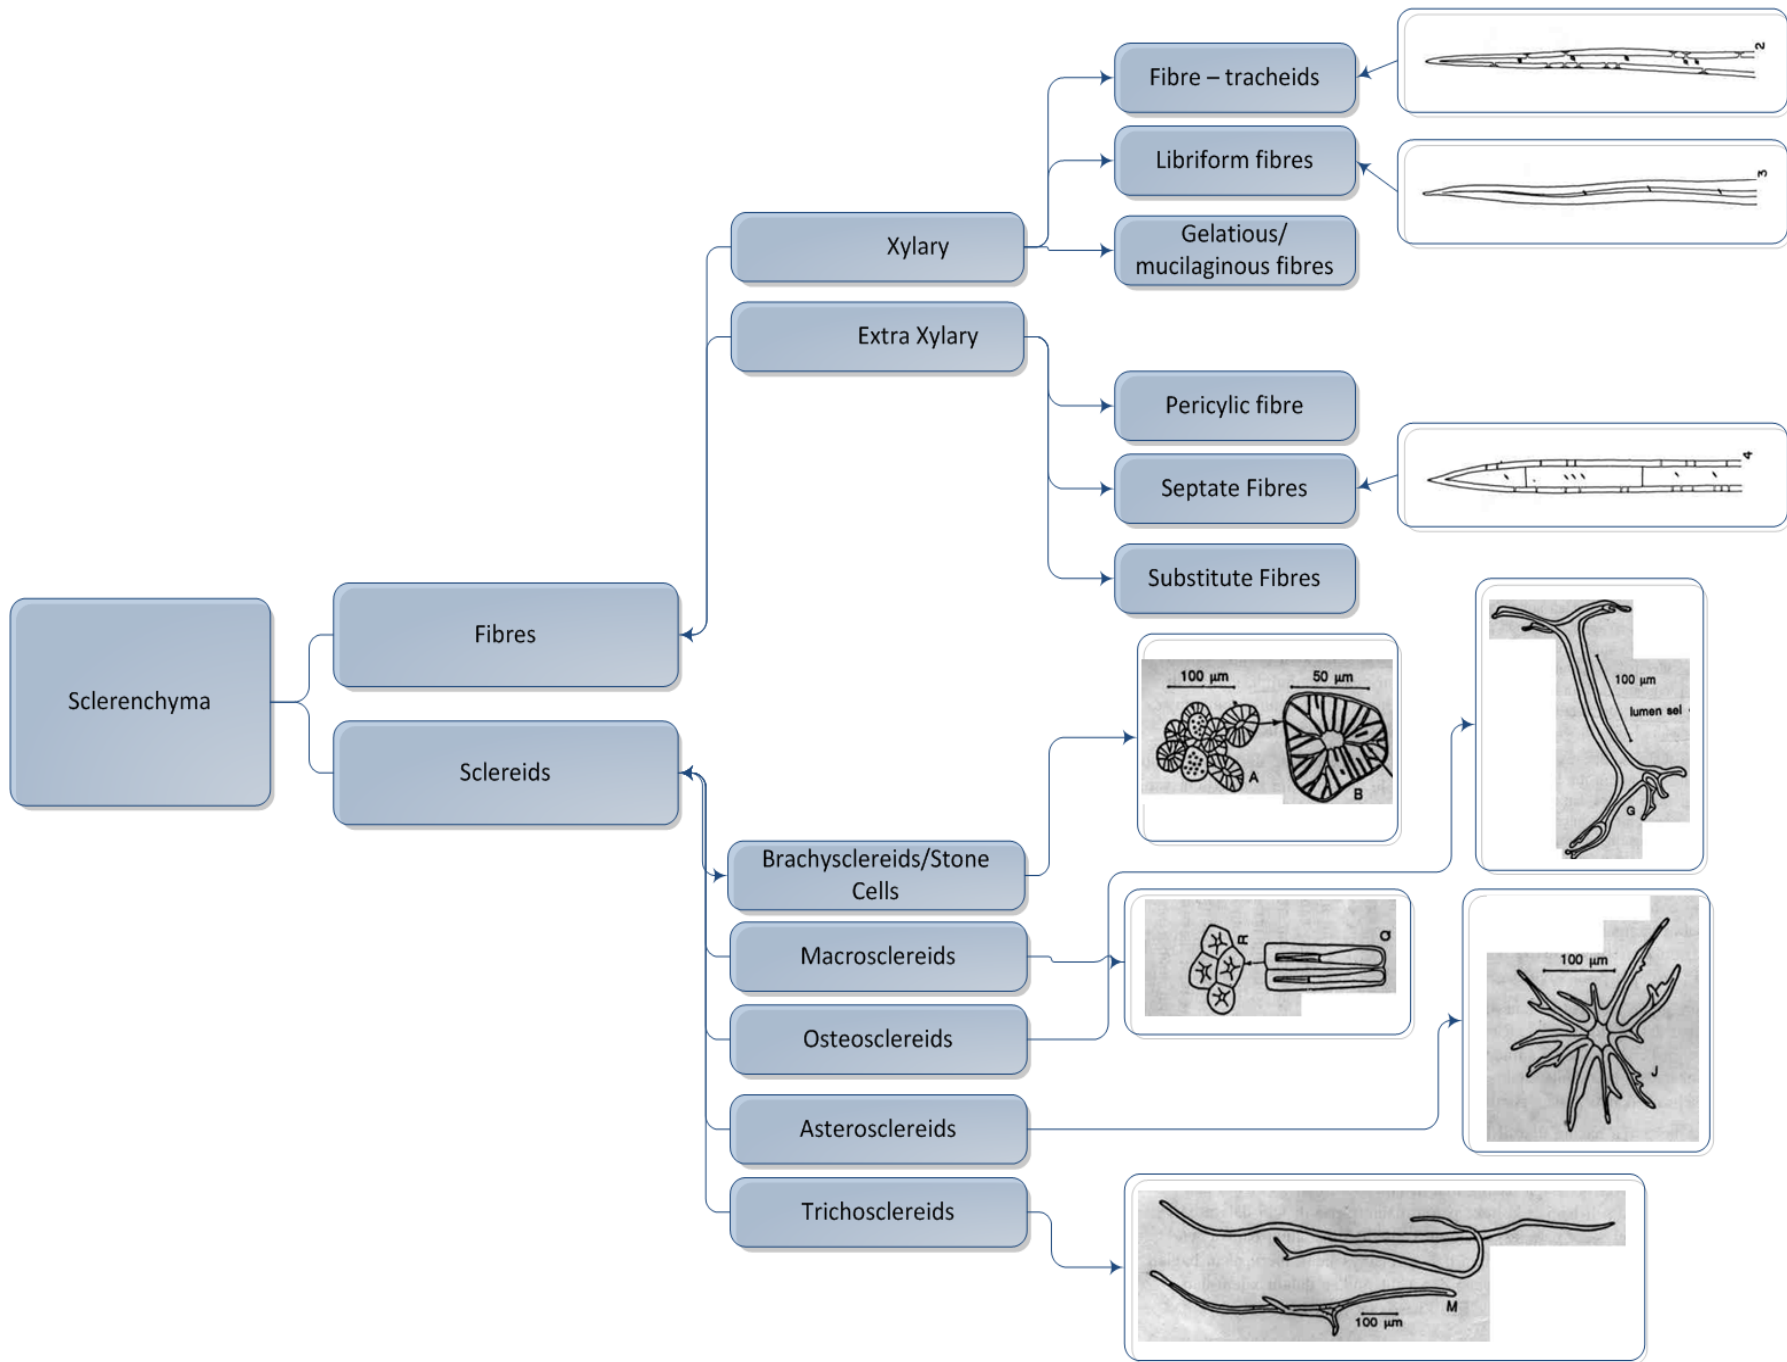 Fibre – tracheids
2
Libriform fibres
3
Xylary
Gelatious/
mucilaginous fibres
Extra Xylary
Pericylic fibre
Septate Fibres
4
Substitute Fibres
Fibres
Sclerenchyma
Sclereids
100 µm
50 µm
A
B
100 µm
lumen sel
G
Brachysclereids/Stone
Cells
Macrosclereids
R
Q
Osteosclereids
100 µm
J
Asterosclereids
Trichosclereids
M
100 µm